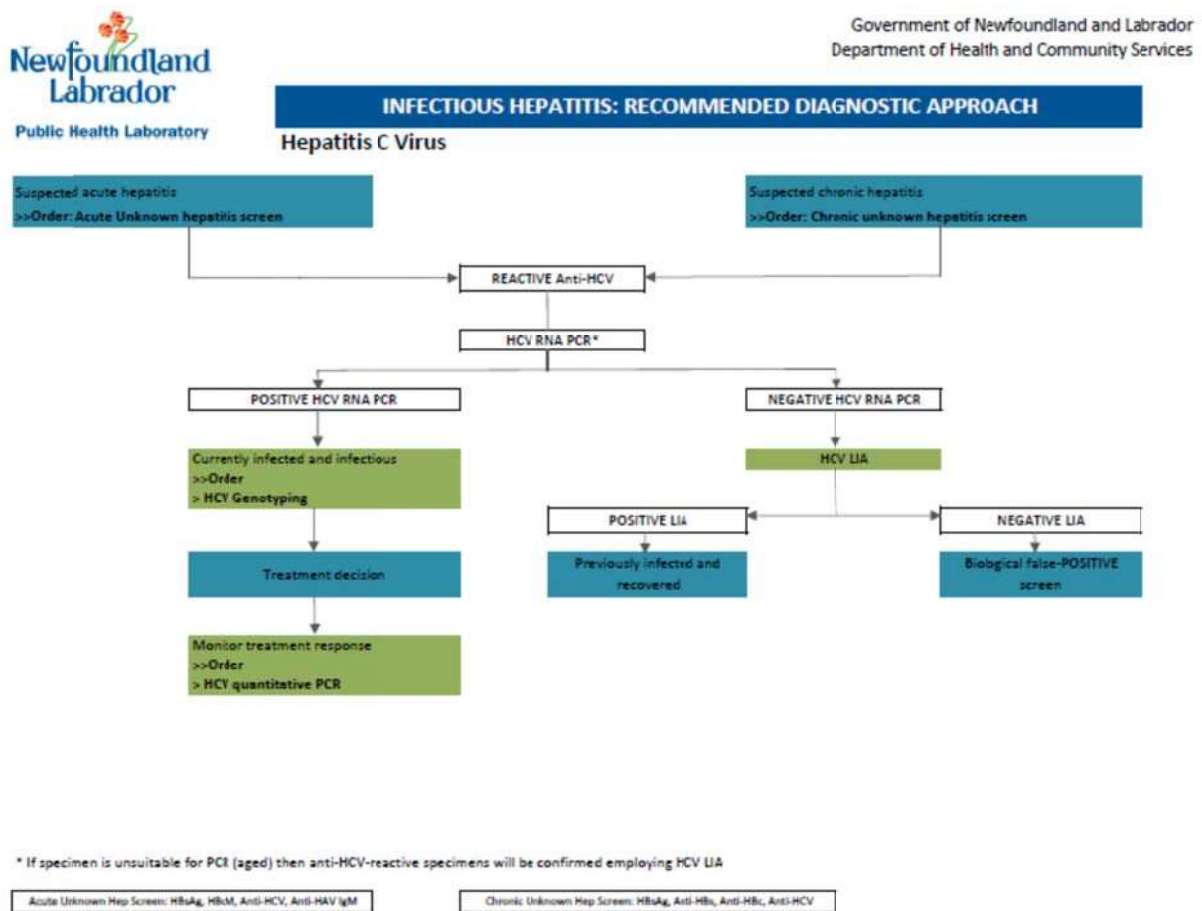 Government of Newfoundland and Labrador
Department of Health and Community Services
Newfoundland
Labrador
Public Health Laboratory
INFECTIOUS HEPATITIS: RECOMMENDED DIAGNOSTIC APPROACH
Hepatitis C Virus
Suspected acute hepatitis
>>Order: Acute Unknown hepatitis screen
Suspected chronic hepatitis
>>Order: Chronic unknown hepatitis screen
REACTIVE Anti-HCV
HCV RNA PCR*
POSITIVE HCV RNA PCR
NEGATIVE HCV RNA PCR
Currently infected and infectious
>>Order
> HCV Genotyping
HCV LIA
POSITIVE LIA
NEGATIVE LIA
Treatment decision
Previously infected and
recovered
Biological false-POSITIVE
screen
Monitor treatment response
>>Order
> HCV quantitative PCR
* If specimen is unsuitable for PCR (aged) then anti-HCV-reactive specimens will be confirmed employing HCV LIA
Acute Unknown Hep Screen: HBsAg, HBcM, Anti-HCV, Anti-HAV IgM
Chronic Unknown Hep Screen: HBsAg, Anti-HBs, Anti-HBc, Anti-HCV